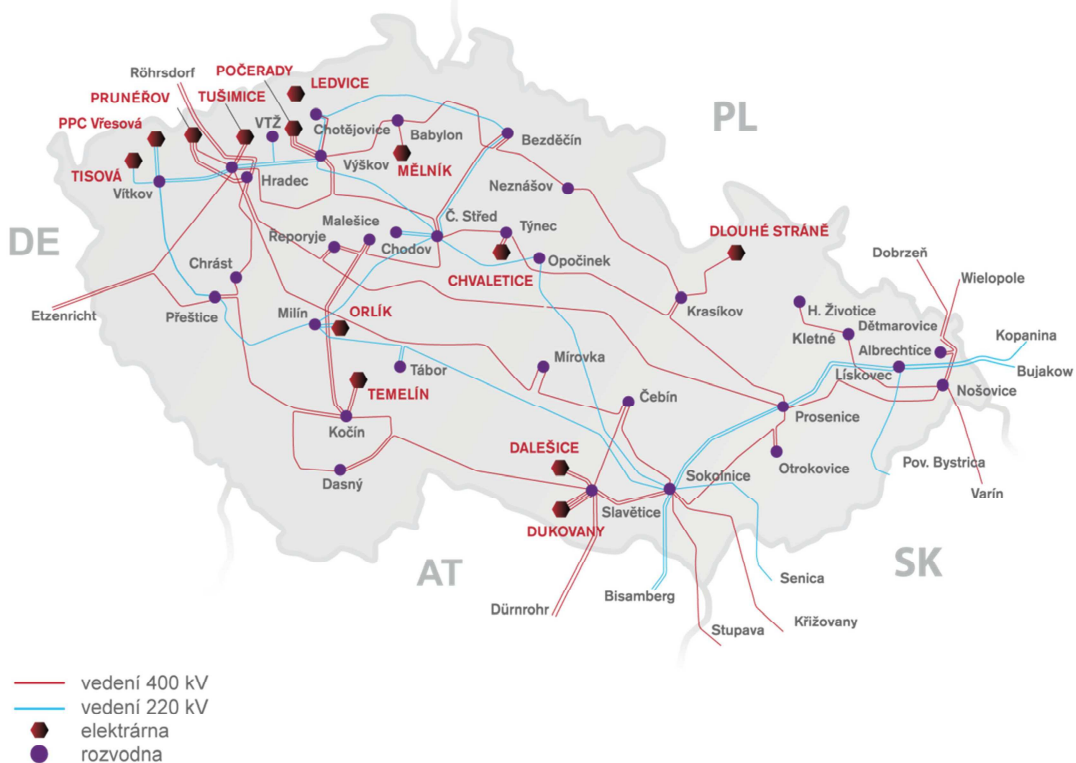 Röhrsdorf
POČERADY
LEDVICE
PRUNÉŘOV
TUŠIMICE
PPC Vřesová
VTŽ
Chotějovice
Babylon
Bezděčín
PL
TISOVÁ
Vítkov
Hradec
Výškov
MĚLNÍK
Neznášov
DE
Malešice
Č. Střed
Týnec
Řeporyje
Chodov
DLOUHÉ STRÁNĚ
Chrást
CHVALETICE
Opočinek
Dobrzeň
Wielopole
Etzenricht
Přeštice
Milín
ORLÍK
Krasíkov
H. Životice
Dětmarovice
Kletné
Albrechtice
Kopanina
Mírovka
Tábor
Lískovec
Bujakow
TEMELÍN
Čebín
Nošovice
Kočín
Prosenice
DALEŠICE
Dasný
Sokolnice
Otrokovice
Pov. Bystrica
Varín
Slavětice
DUKOVANY
AT
SK
Dürnrohr
Bisamberg
Senica
Stupava
Křižovany
vedení 400 kV
vedení 220 kV
elektrárna
rozvodna